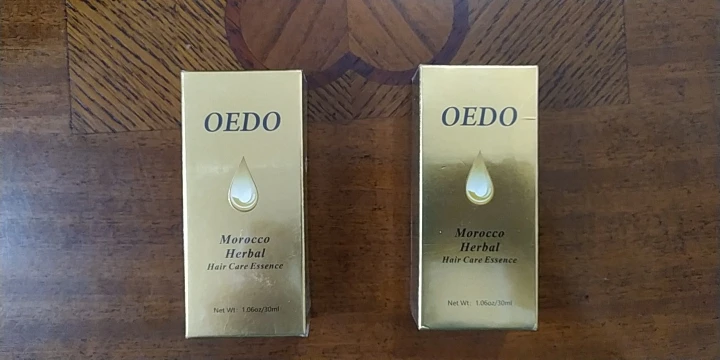 OEDO
Morocco
Herbal
Hair Care Essence
Net Wt: 1.06oz/30ml
OEDO
Morocco
Herbal
Hair Care Essence
Net Wt: 1.06oz/30ml